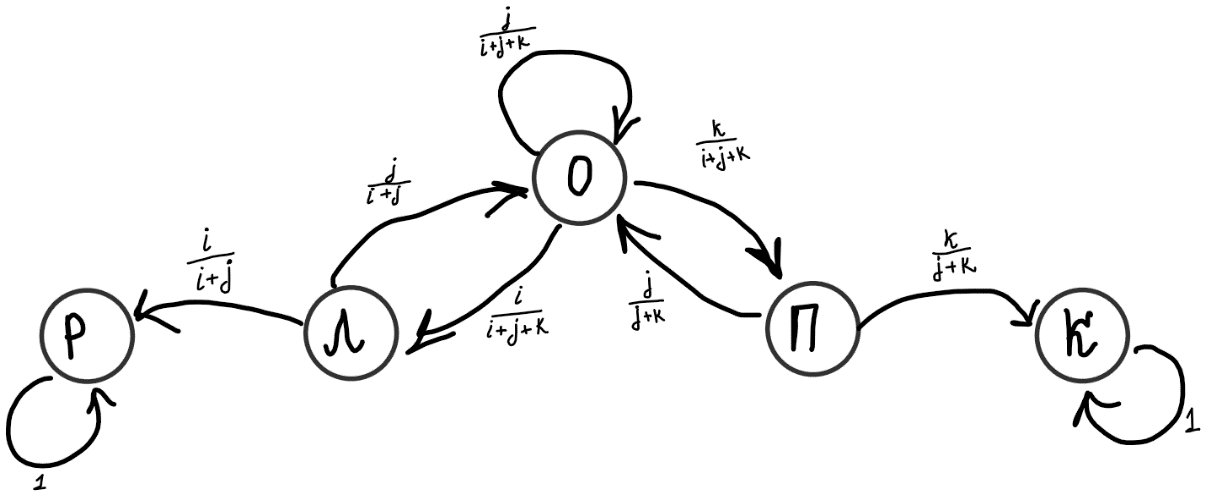 j/(i+j+k)
О
k/(i+j+k)
j/(i+j)
i/(i+j)
i/(i+j+k)
j/(j+k)
k/(j+k)
Р
Л
П
К
1
1